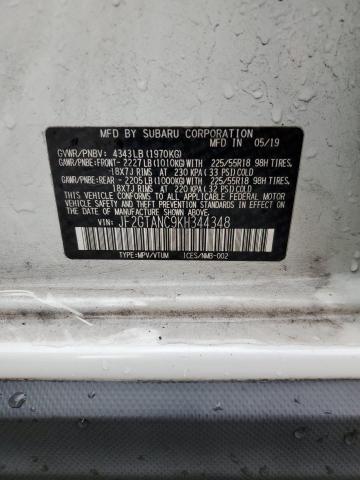 MFD BY SUBARU CORPORATION 05/19
GVWR/PNBV: 4343LB (1970KG)
GAWR/PNBE:FRONT-2227LB(1010KG)WITH 225/55R18 98H TIRES,
18X7J RIMS AT 230 KPA (33 PSI)COLD
GAWR/PNBE:REAR -2205LB(1000KG)WITH 225/55R18 98H TIRES,
18X7J RIMS AT 220 KPA (32 PSI)COLD
THIS VEHICLE CONFORMS TO ALL APPLICABLE FEDERAL MOTOR
VEHICLE SAFETY, BUMPER, AND THEFT PREVENTION STANDARDS
IN EFFECT ON THE DATE OF MANUFACTURE SHOWN ABOVE.
VIN: JF2GTANC9KH344348
TYPE:MPV/VTUM ICES/NMB-002